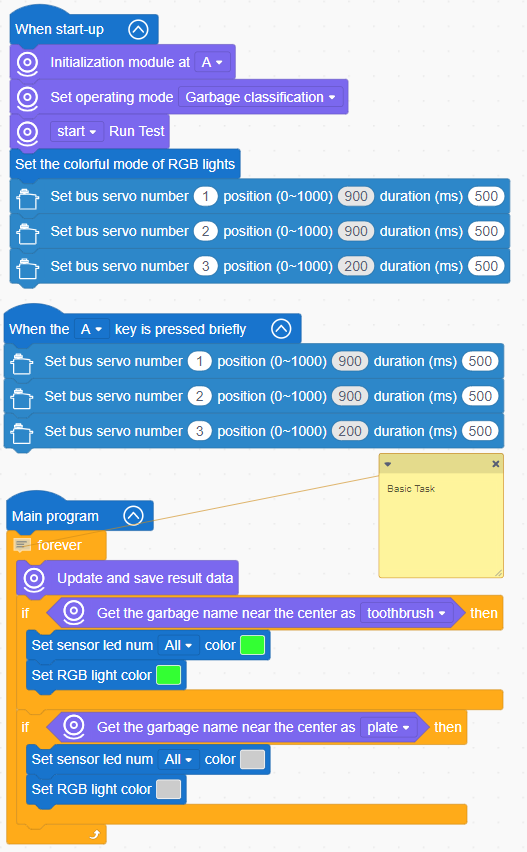 When start-up
Initialization module at A
Set operating mode Garbage classification
start Run Test
Set the colorful mode of RGB lights
Set bus servo number 1 position (0~1000) 900 duration (ms) 500
Set bus servo number 2 position (0~1000) 900 duration (ms) 500
Set bus servo number 3 position (0~1000) 200 duration (ms) 500
When the A key is pressed briefly
Set bus servo number 1 position (0~1000) 900 duration (ms) 500
Set bus servo number 2 position (0~1000) 900 duration (ms) 500
Set bus servo number 3 position (0~1000) 200 duration (ms) 500
Basic Task
Main program
forever
Update and save result data
if Get the garbage name near the center as toothbrush then
Set sensor led num All color
Set RGB light color
if Get the garbage name near the center as plate then
Set sensor led num All color
Set RGB light color